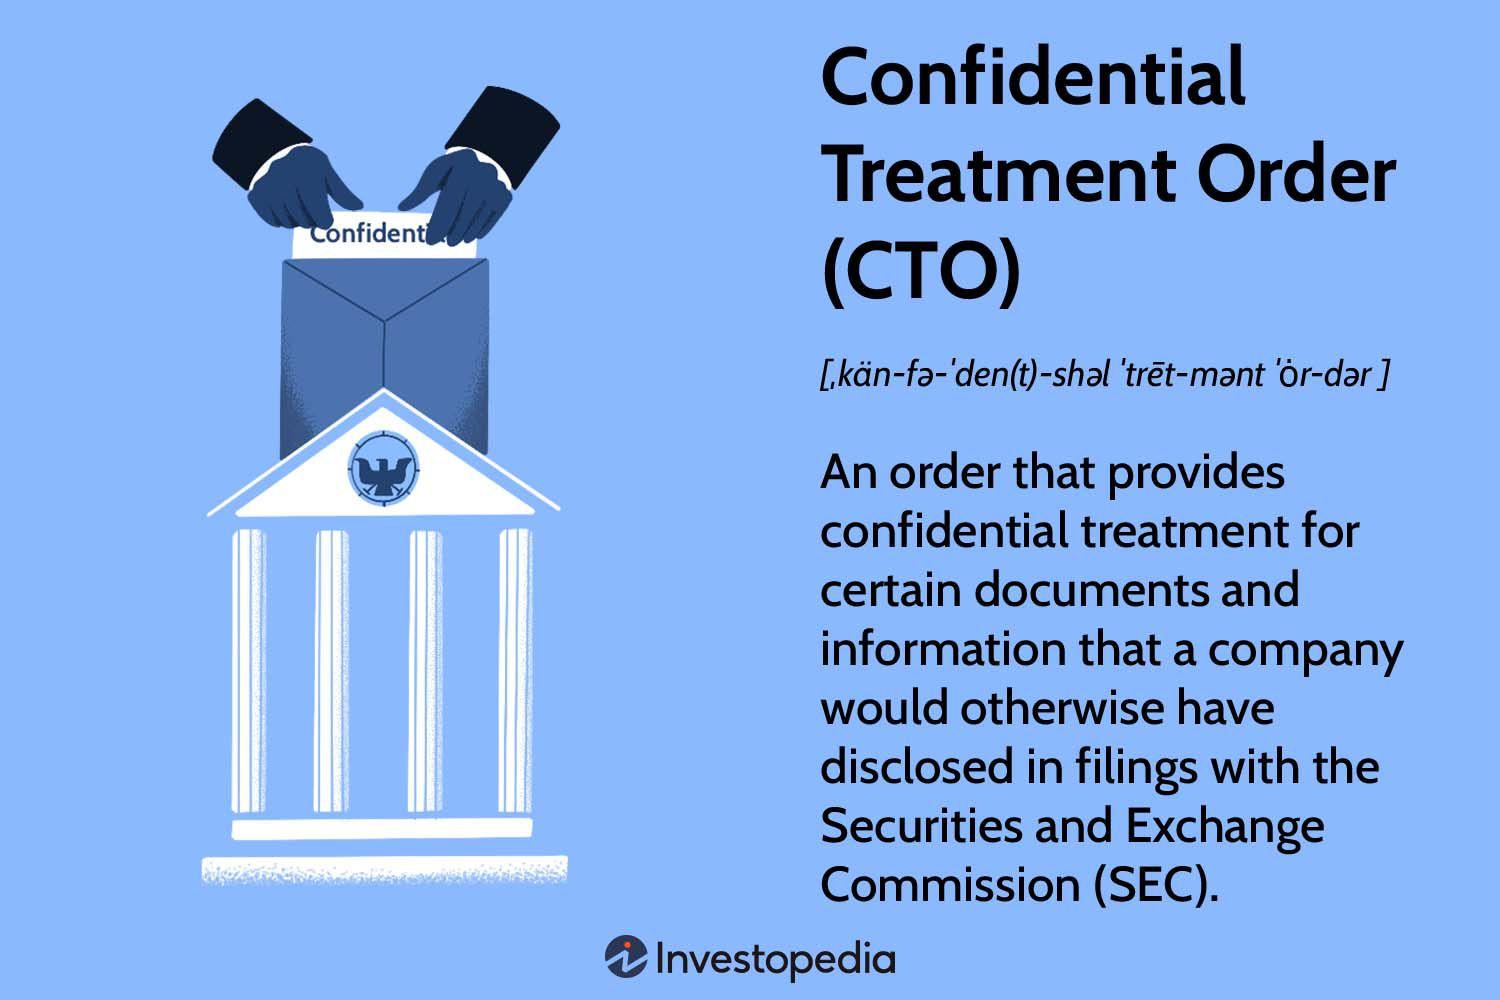 Confidential
Treatment Order
(CTO)
[ˌkän-fə-ˈden(t)-shəl ˈtrēt-mənt ˈȯr-dər ]
An order that provides
confidential treatment for
certain documents and
information that a company
would otherwise have
disclosed in filings with the
Securities and Exchange
Commission (SEC).
Confidenti
Investopedia